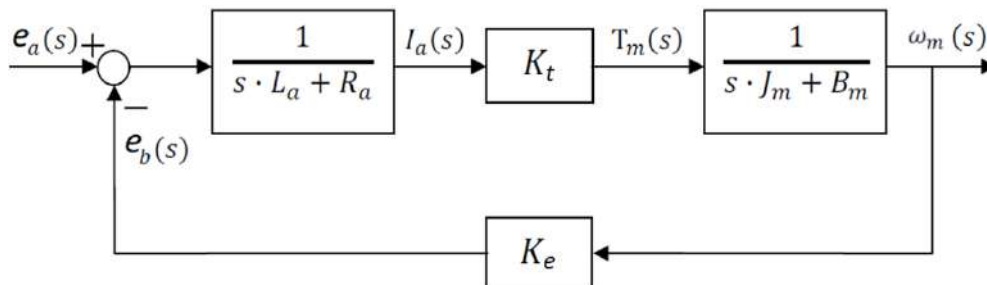 e_a(s) +
1
s · L_a + R_a
I_a(s)
K_t
T_m(s)
1
s · J_m + B_m
ω_m (s)
−
e_b(s)
K_e